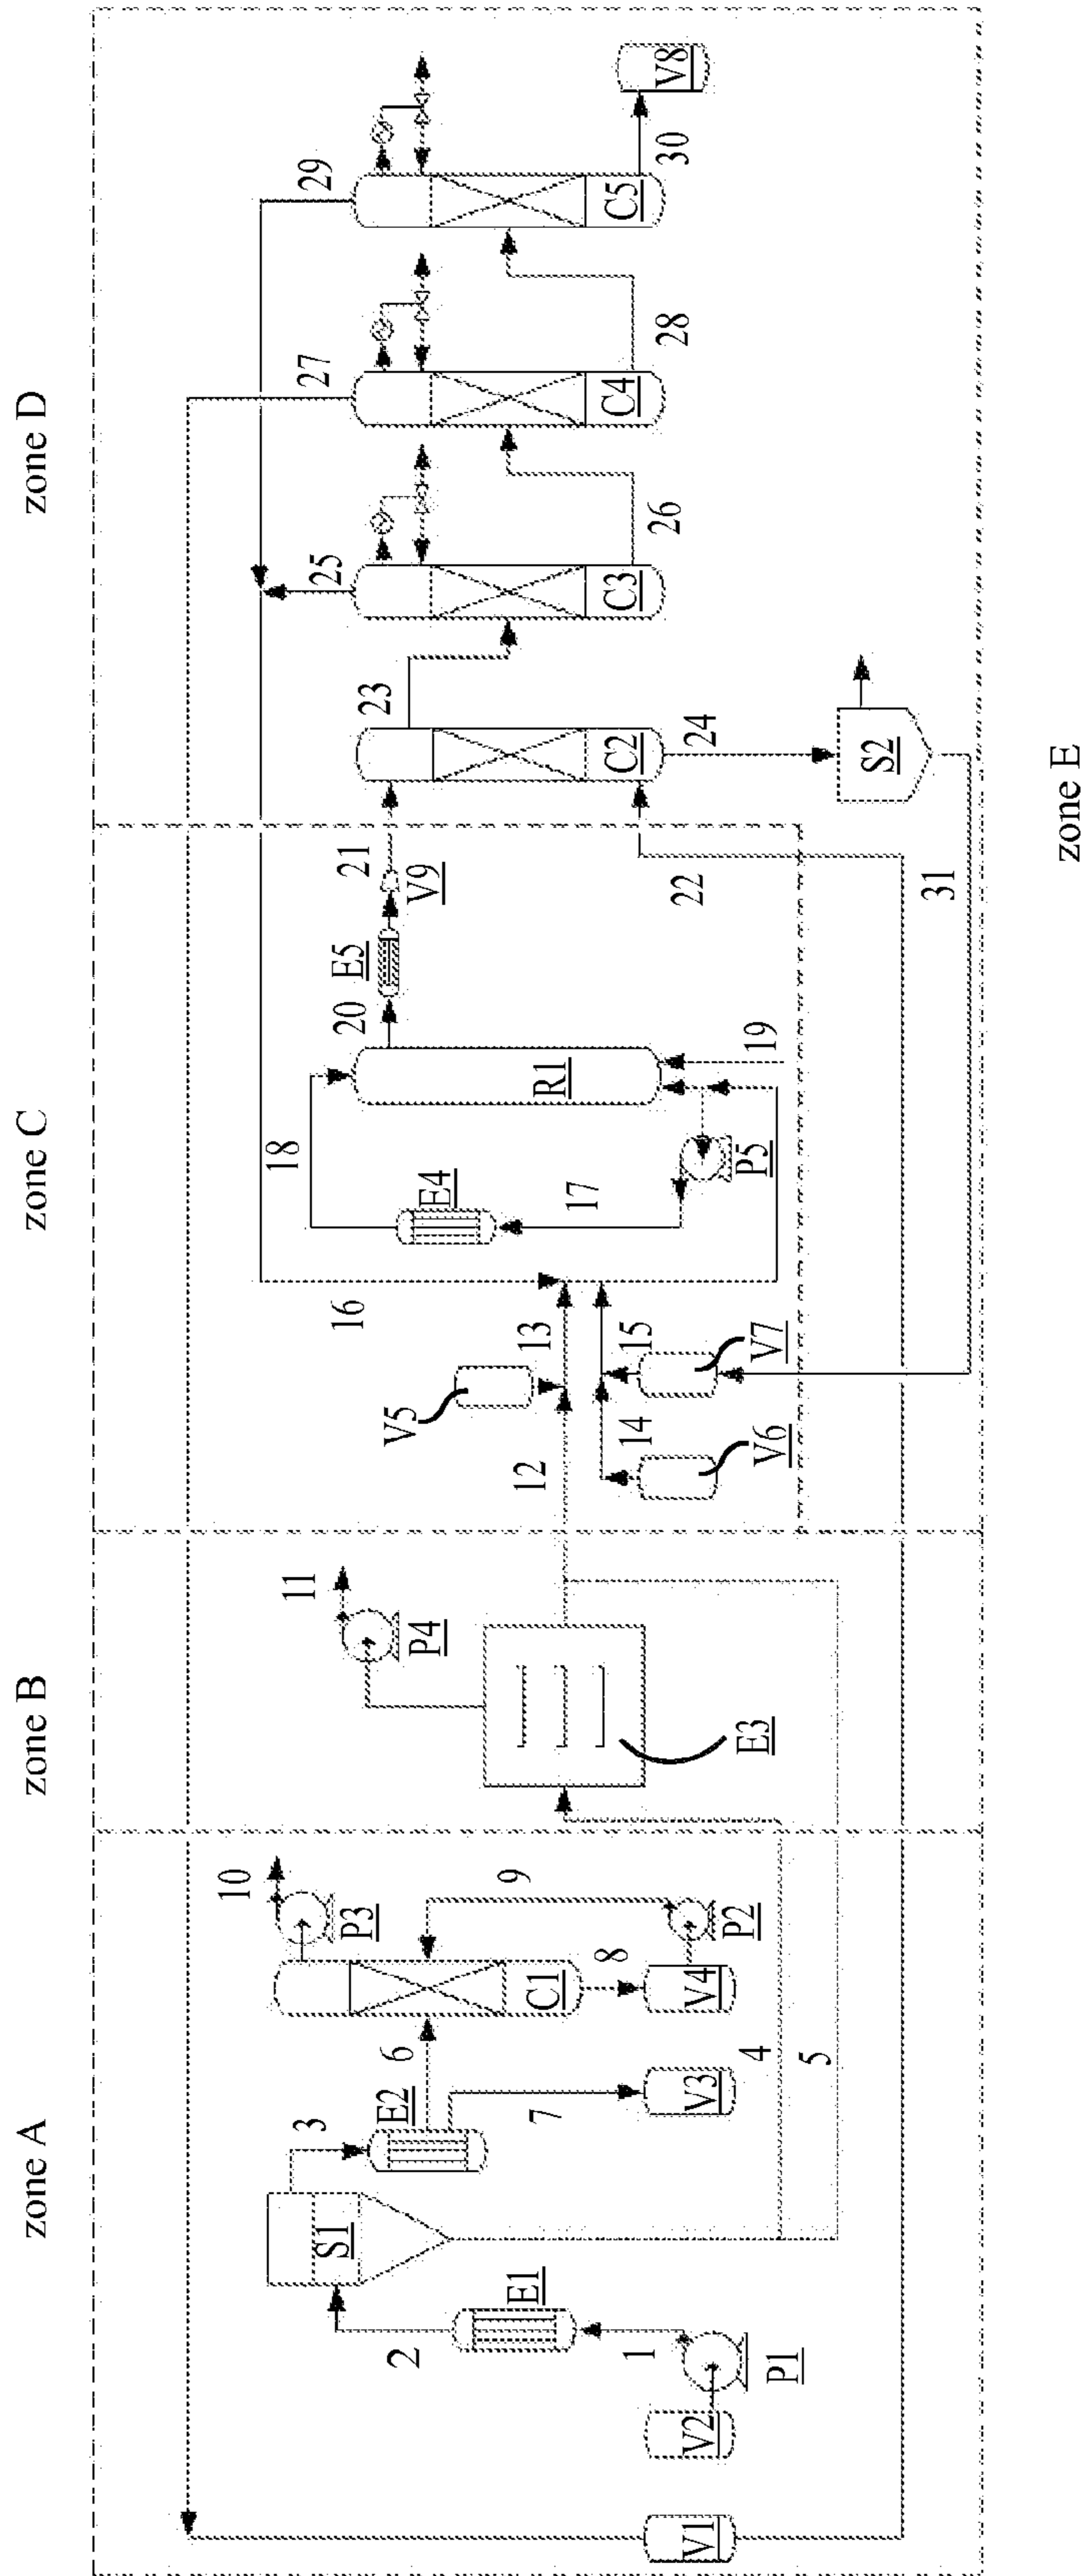 zone A
zone B
zone C
zone D
zone E
V1
V2
P1
1
E1
2
S1
3
E2
6
7
V3
C1
8
V4
P2
9
P3
10
4
5
E3
P4
11
12
V5
13
V6
14
V7
15
16
17
E4
18
P5
R1
19
20
E5
V9
21
22
C2
23
24
S2
31
C3
25
26
C4
27
28
C5
29
30
V8